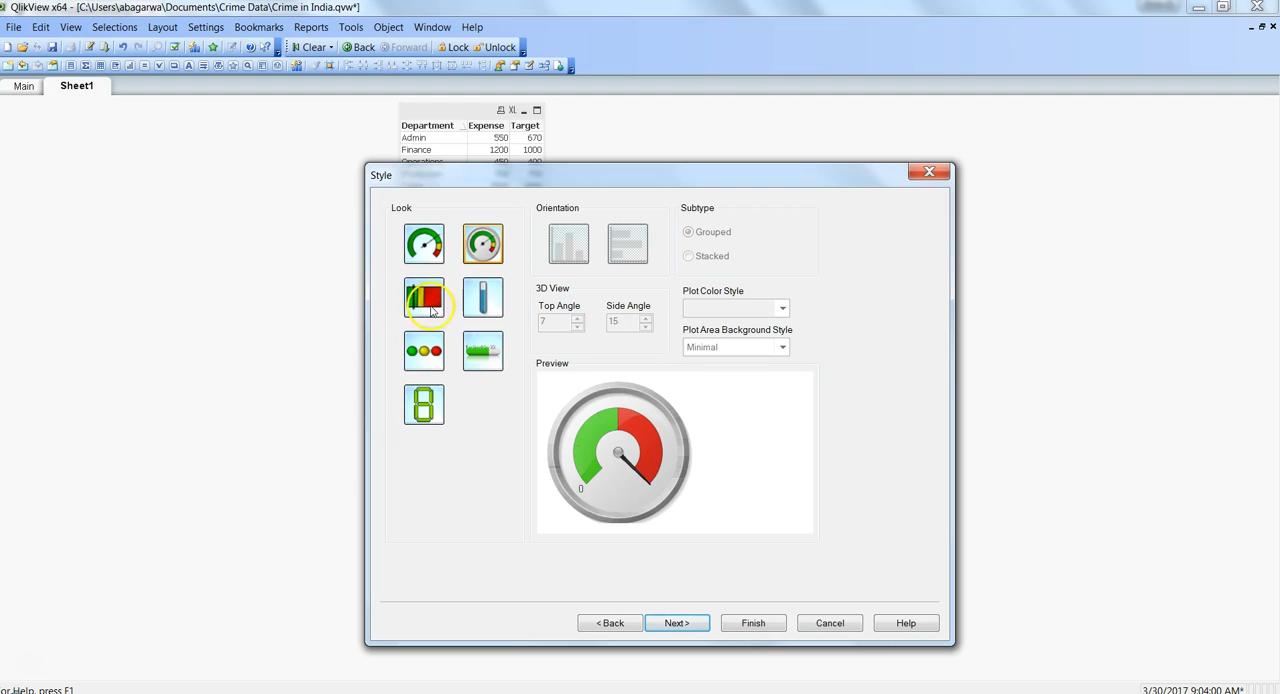 QlikView x64 - [C:\Users\abagarwa\Documents\Crime Data\Crime in India.qvw*]
File Edit View Selections Layout Settings Bookmarks Reports Tools Object Window Help
Clear Back Forward Lock Unlock
Main Sheet1
XL
Department Expense Target
Admin 550 670
Finance 1200 1000
Operations 450 400
Style
Look Orientation Subtype
Grouped
Stacked
3D View Plot Color Style
Top Angle Side Angle
7 15
Plot Area Background Style
Minimal
Preview
0
< Back Next > Finish Cancel Help
or Help, press F1 3/30/2017 9:04:00 AM*